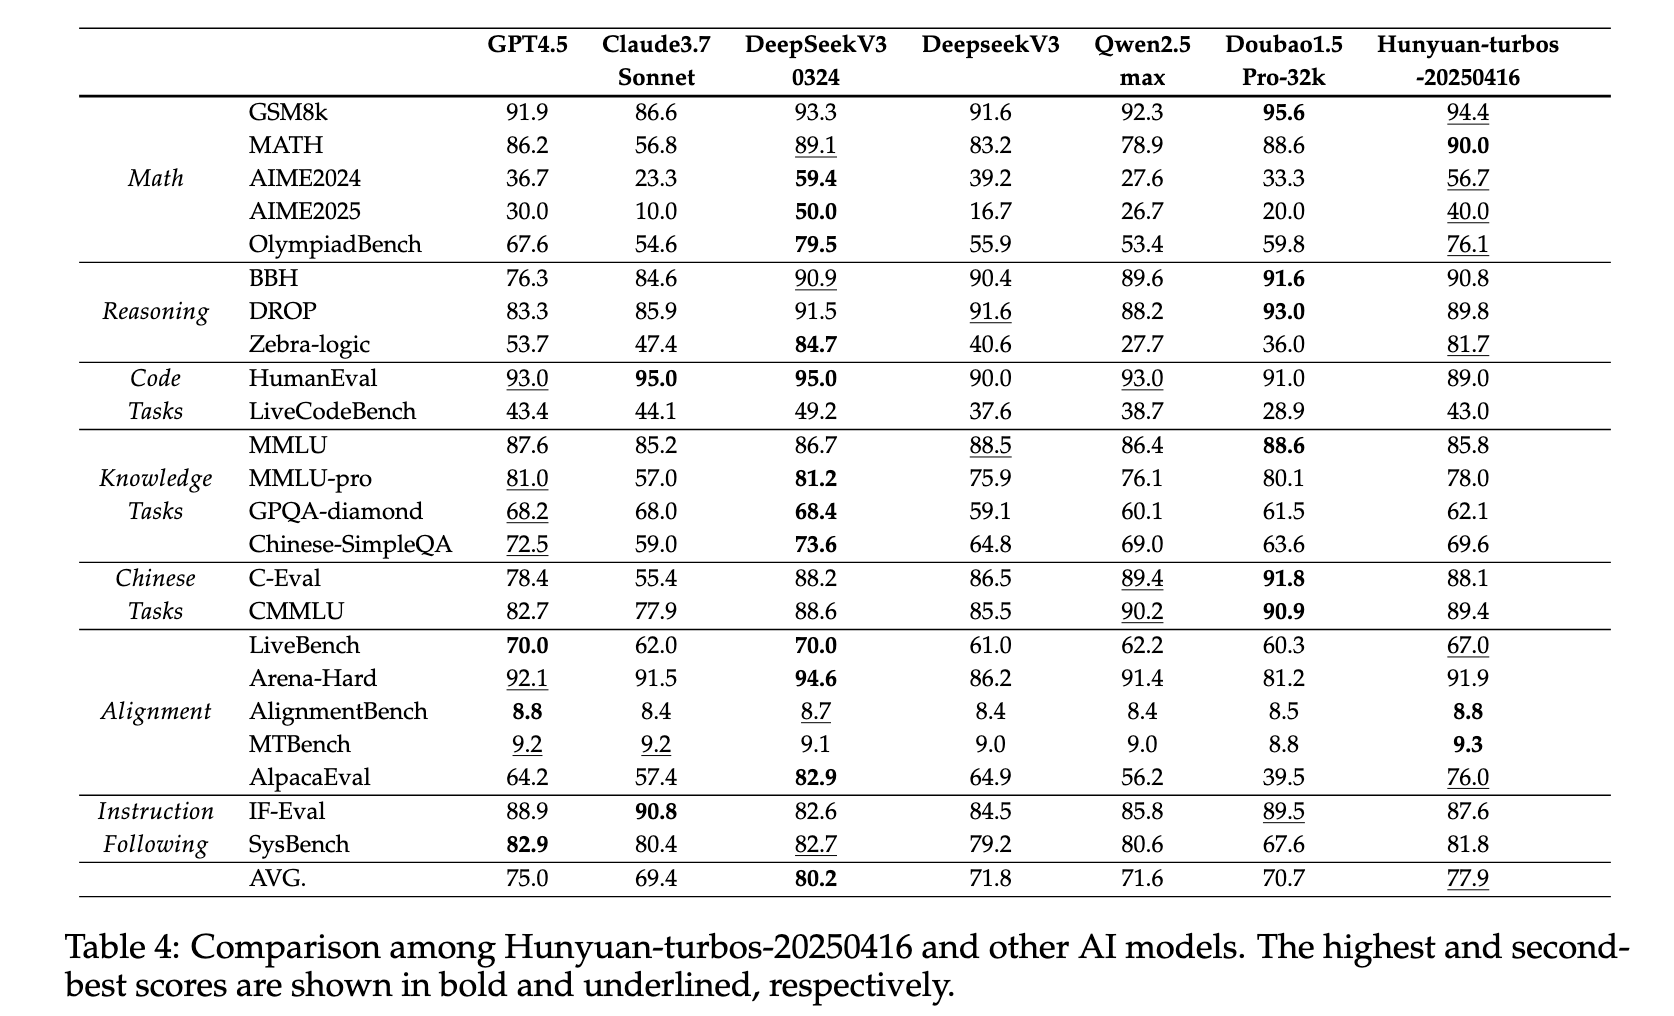 GPT4.5 Claude3.7 DeepSeekV3 DeepseekV3 Qwen2.5 Doubao1.5 Hunyuan-turbos
Sonnet 0324 max Pro-32k -20250416
GSM8k 91.9 86.6 93.3 91.6 92.3 95.6 94.4
MATH 86.2 56.8 89.1 83.2 78.9 88.6 90.0
Math AIME2024 36.7 23.3 59.4 39.2 27.6 33.3 56.7
AIME2025 30.0 10.0 50.0 16.7 26.7 20.0 40.0
OlympiadBench 67.6 54.6 79.5 55.9 53.4 59.8 76.1
BBH 76.3 84.6 90.9 90.4 89.6 91.6 90.8
Reasoning DROP 83.3 85.9 91.5 91.6 88.2 93.0 89.8
Zebra-logic 53.7 47.4 84.7 40.6 27.7 36.0 81.7
Code HumanEval 93.0 95.0 95.0 90.0 93.0 91.0 89.0
Tasks LiveCodeBench 43.4 44.1 49.2 37.6 38.7 28.9 43.0
MMLU 87.6 85.2 86.7 88.5 86.4 88.6 85.8
Knowledge MMLU-pro 81.0 57.0 81.2 75.9 76.1 80.1 78.0
Tasks GPQA-diamond 68.2 68.0 68.4 59.1 60.1 61.5 62.1
Chinese-SimpleQA 72.5 59.0 73.6 64.8 69.0 63.6 69.6
Chinese C-Eval 78.4 55.4 88.2 86.5 89.4 91.8 88.1
Tasks CMMLU 82.7 77.9 88.6 85.5 90.2 90.9 89.4
LiveBench 70.0 62.0 70.0 61.0 62.2 60.3 67.0
Arena-Hard 92.1 91.5 94.6 86.2 91.4 81.2 91.9
Alignment AlignmentBench 8.8 8.4 8.7 8.4 8.4 8.5 8.8
MTBench 9.2 9.2 9.1 9.0 9.0 8.8 9.3
AlpacaEval 64.2 57.4 82.9 64.9 56.2 39.5 76.0
Instruction IF-Eval 88.9 90.8 82.6 84.5 85.8 89.5 87.6
Following SysBench 82.9 80.4 82.7 79.2 80.6 67.6 81.8
AVG. 75.0 69.4 80.2 71.8 71.6 70.7 77.9
Table 4: Comparison among Hunyuan-turbos-20250416 and other AI models. The highest and second-
best scores are shown in bold and underlined, respectively.